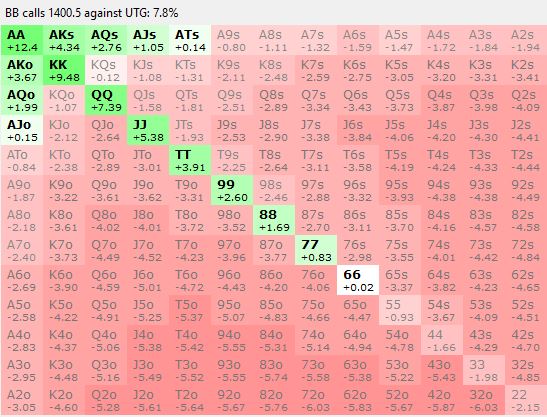 BB calls 1400.5 against UTG: 7.8%
AA AKs AQs AJs ATs A9s A8s A7s A6s A5s A4s A3s A2s
+12.4 +4.34 +2.76 +1.05 +0.14 -0.80 -1.11 -1.32 -1.59 -1.47 -1.72 -1.84 -1.94
AKo KK KQs KJs KTs K9s K8s K7s K6s K5s K4s K3s K2s
+3.67 +9.48 -0.12 -1.08 -1.31 -2.11 -2.48 -2.59 -2.75 -3.05 -3.20 -3.31 -3.41
AQo KQo QQ QJs QTs Q9s Q8s Q7s Q6s Q5s Q4s Q3s Q2s
+1.99 -1.07 +7.39 -1.58 -1.81 -2.51 -2.89 -3.34 -3.43 -3.73 -3.87 -3.98 -4.09
AJo KJo QJo JJ JTs J9s J8s J7s J6s J5s J4s J3s J2s
+0.15 -2.12 -2.64 +5.38 -1.93 -2.53 -2.90 -3.38 -3.84 -4.06 -4.20 -4.30 -4.41
ATo KTo QTo JTo TT T9s T8s T7s T6s T5s T4s T3s T2s
-0.84 -2.38 -2.89 -3.01 +3.91 -2.25 -2.64 -3.11 -3.58 -4.19 -4.24 -4.33 -4.44
A9o K9o Q9o J9o T9o 99 98s 97s 96s 95s 94s 93s 92s
-1.87 -3.22 -3.61 -3.62 -3.31 +2.60 -2.46 -2.88 -3.32 -3.93 -4.38 -4.38 -4.49
A8o K8o Q8o J8o T8o 98o 88 87s 86s 85s 84s 83s 82s
-2.18 -3.61 -4.02 -4.01 -3.72 -3.52 +1.69 -2.70 -3.11 -3.70 -4.17 -4.57 -4.58
A7o K7o Q7o J7o T7o 97o 87o 77 76s 75s 74s 73s 72s
-2.40 -3.73 -4.49 -4.52 -4.23 -3.96 -3.77 +0.83 -2.98 -3.55 -4.01 -4.42 -4.84
A6o K6o Q6o J6o T6o 96o 86o 76o 66 65s 64s 63s 62s
-2.69 -3.90 -4.59 -5.01 -4.72 -4.43 -4.20 -4.06 +0.02 -3.37 -3.82 -4.23 -4.65
A5o K5o Q5o J5o T5o 95o 85o 75o 65o 55 54s 53s 52s
-2.58 -4.22 -4.91 -5.25 -5.37 -5.07 -4.83 -4.66 -4.47 -0.93 -3.67 -4.09 -4.51
A4o K4o Q4o J4o T4o 94o 84o 74o 64o 54o 44 43s 42s
-2.83 -4.37 -5.06 -5.38 -5.42 -5.55 -5.31 -5.14 -4.94 -4.78 -1.66 -4.29 -4.70
A3o K3o Q3o J3o T3o 93o 83o 73o 63o 53o 43o 33 32s
-2.95 -4.48 -5.16 -5.49 -5.52 -5.55 -5.74 -5.58 -5.38 -5.22 -5.43 -1.98 -4.85
A2o K2o Q2o J2o T2o 92o 82o 72o 62o 52o 42o 32o 22
-3.05 -4.60 -5.28 -5.61 -5.64 -5.67 -5.76 -6.03 -5.83 -5.67 -5.87 -6.03 -2.15